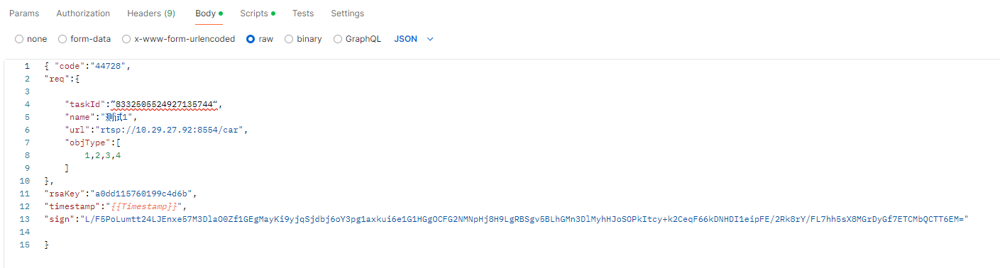 Params Authorization Headers (9) Body Scripts Tests Settings
none form-data x-www-form-urlencoded raw binary GraphQL JSON
1 { "code":"44728",
2 "req":{
3
4 "taskId":”8332505524927135744“,
5 "name":"测试1",
6 "url":"rtsp://10.29.27.92:8554/car",
7 "objType":[
8 1,2,3,4
9 ]
10 },
11 "rsaKey":"a0dd115760199c4d6b",
12 "timestamp":"{{Timestamp}}",
13 "sign":"L/F5PoLumtt24LJEnxe57M3DlaO0Zf1GEgMayKi9yjqSjdbj6oY3pg1axkui6e1G1HGgOCFG2NMNpHj8H9LgRBSgv5BLhGMn3DlMyhHJoSOPkItcy+k2CeqF66kDNHDI1eipFE/2Rk8rY/FL7hh5sX8MGrDyGf7ETCMbQCTT6EM="
14
15 }